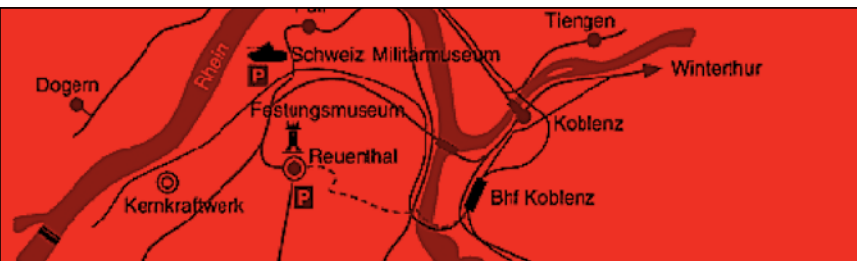 Tiengen
Schweiz Militärmuseum
P
Rhein
Winterthur
Dogern
Festungsmuseum
Koblenz
Reuenthal
Kernkraftwerk
P
Bhf Koblenz